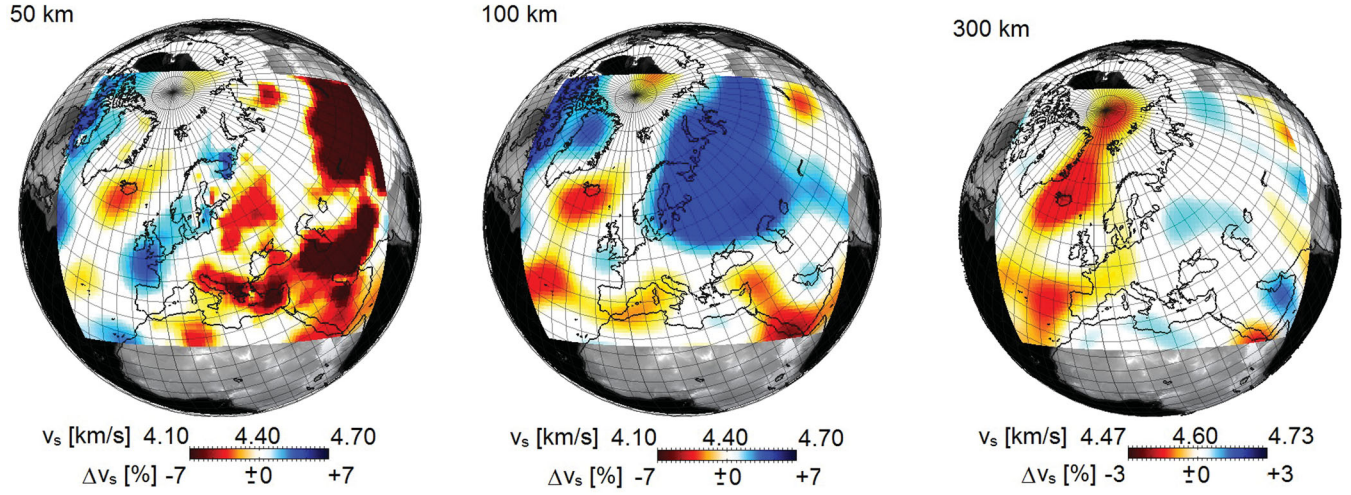 50 km
100 km
300 km
vs [km/s] 4.10 4.40 4.70
Δvs [%] -7 ±0 +7
vs [km/s] 4.10 4.40 4.70
Δvs [%] -7 ±0 +7
vs [km/s] 4.47 4.60 4.73
Δvs [%] -3 ±0 +3